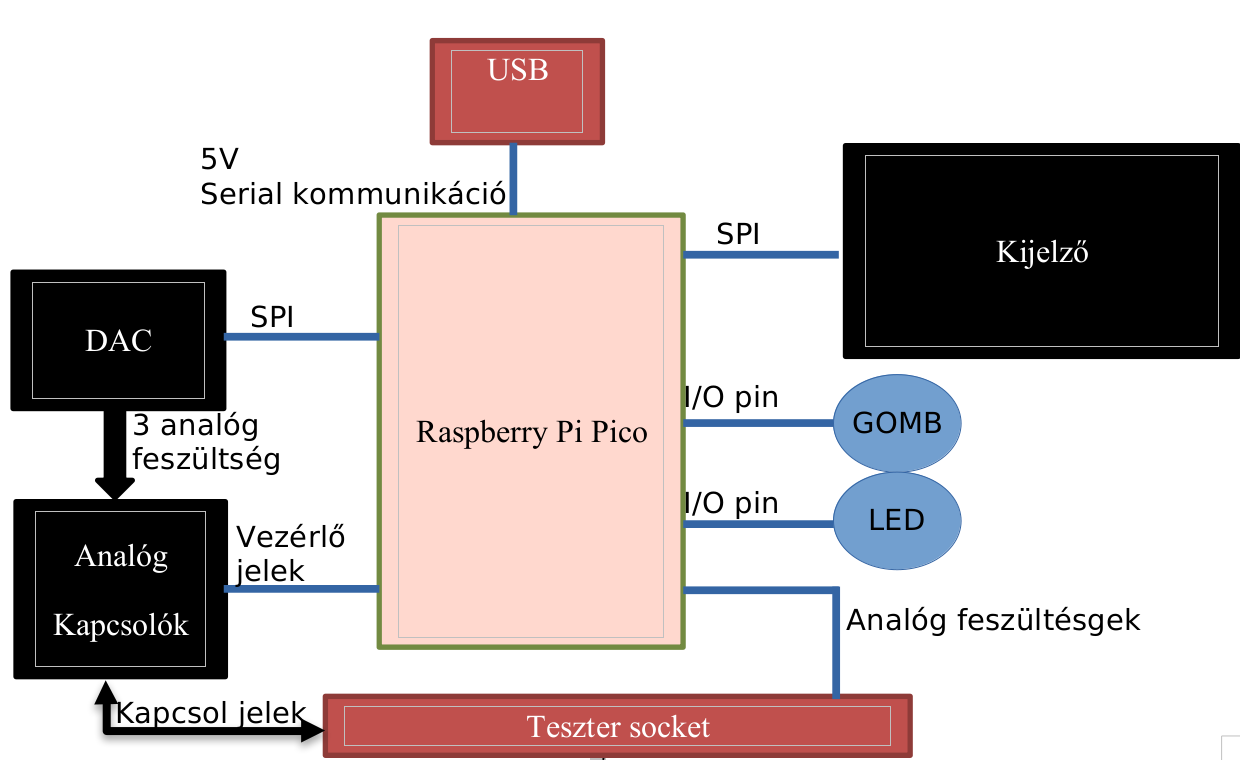 USB
5V
Serial kommunikáció
SPI
Kijelző
SPI
DAC
I/O pin
GOMB
3 analóg
feszültség
Raspberry Pi Pico
I/O pin
LED
Vezérlő
jelek
Analóg
Kapcsolók
Analóg feszültésgek
Kapcsol jelek
Teszter socket